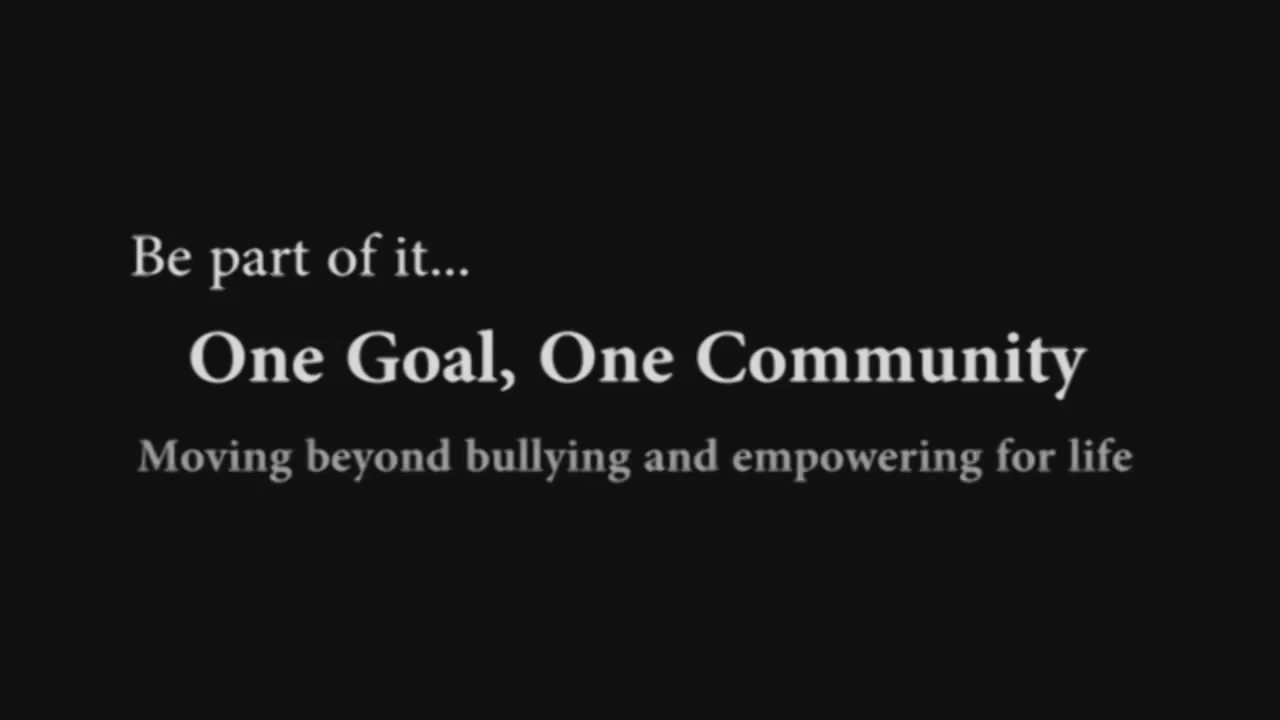 Be part of it...
One Goal, One Community
Moving beyond bullying and empowering for life